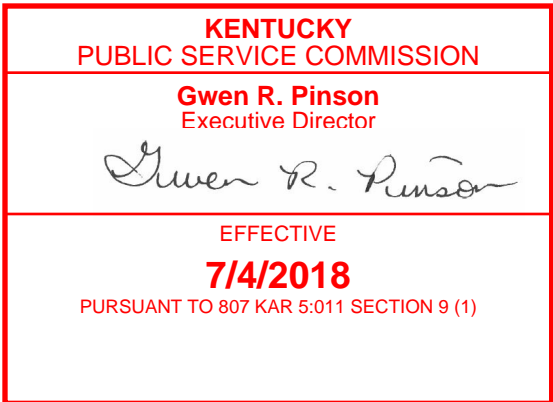 KENTUCKY
PUBLIC SERVICE COMMISSION
Gwen R. Pinson
Executive Director
Gwen R. Pinson
EFFECTIVE
7/4/2018
PURSUANT TO 807 KAR 5:011 SECTION 9 (1)